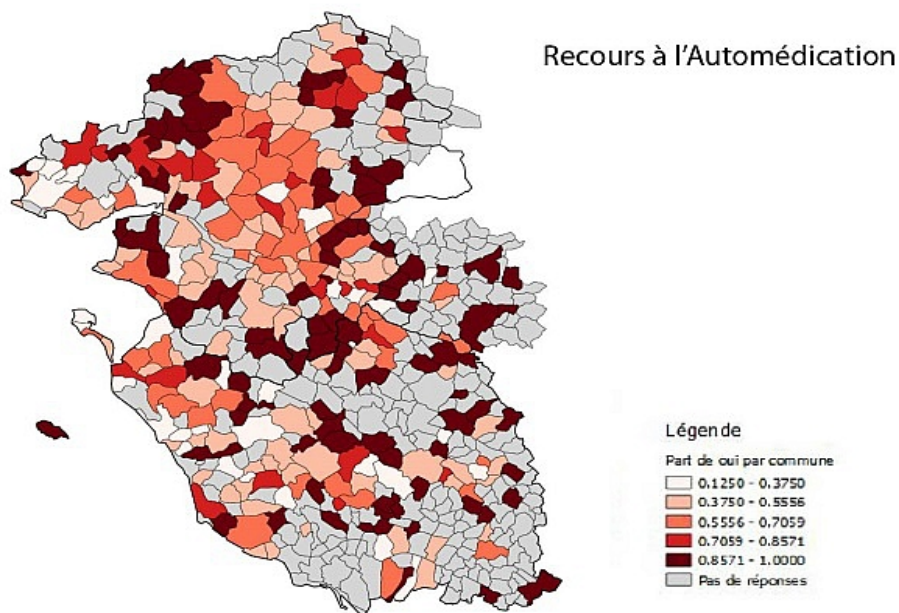 Recours à l'Automédication
Légende
Part de oui par commune
0.1250 - 0.3750
0.3750 - 0.5556
0.5556 - 0.7059
0.7059 - 0.8571
0.8571 - 1.0000
Pas de réponses